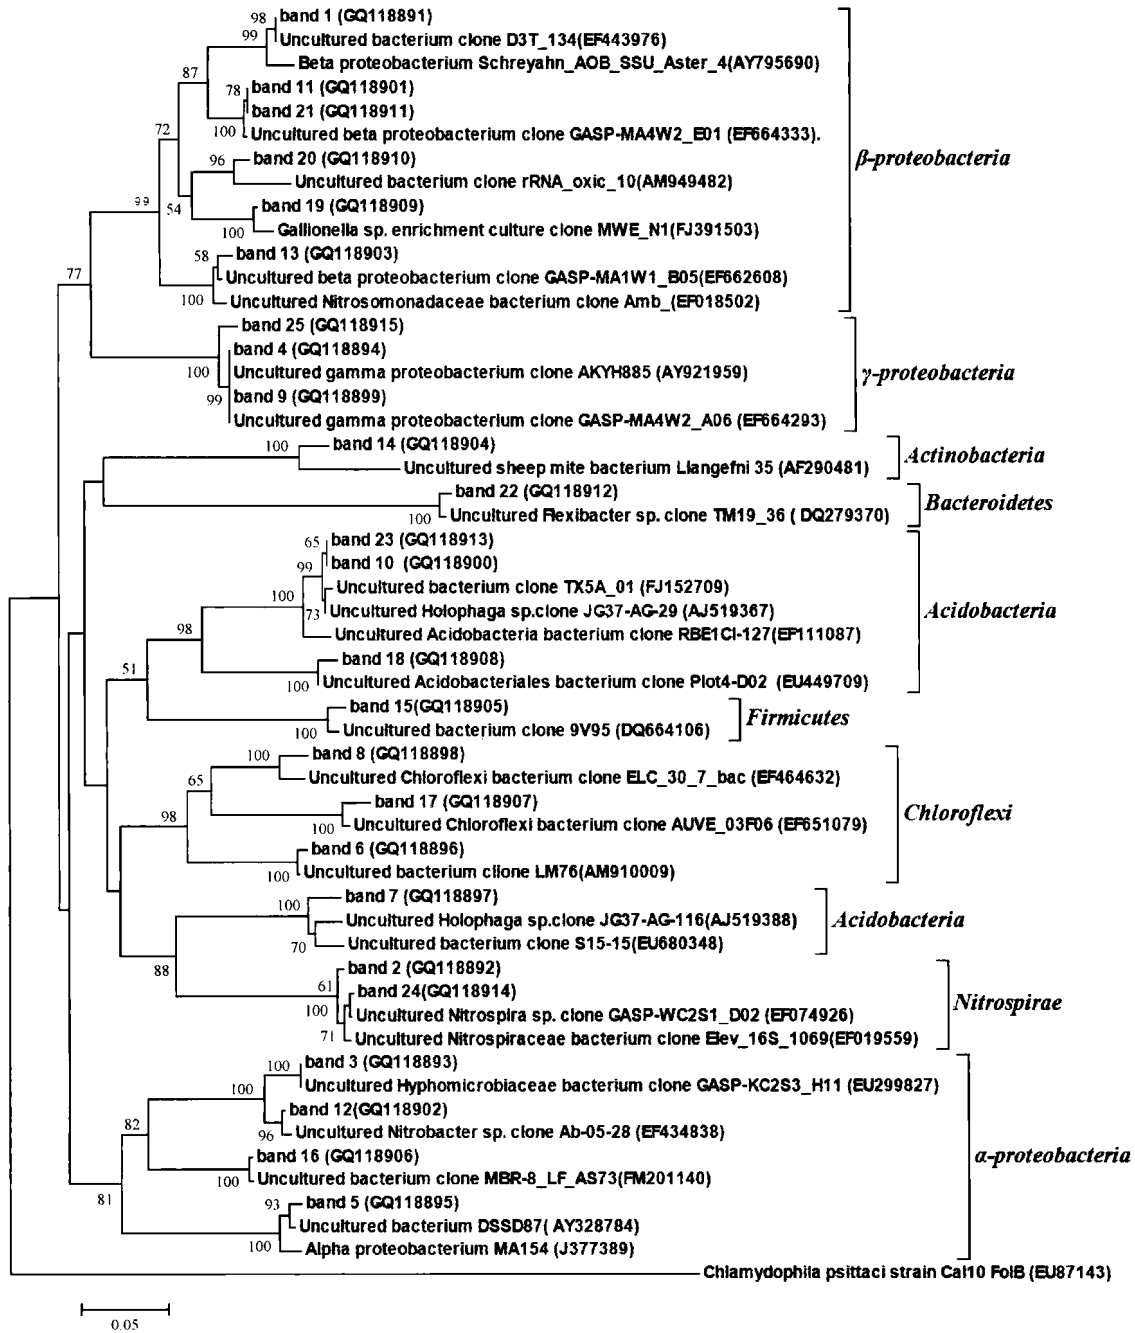 98
band 1 (GQ118891)
99
Uncultured bacterium clone D3T_134(EF443976)
Beta proteobacterium Schreyahn_AOB_SSU_Aster_4(AY795690)
87
78
band 11 (GQ118901)
band 21 (GQ118911)
100
Uncultured beta proteobacterium clone GASP-MA4W2_E01 (EF664333).
72
96
band 20 (GQ118910)
β-proteobacteria
Uncultured bacterium clone rRNA_oxic_10(AM949482)
99
54
band 19 (GQ118909)
100
Gallionella sp. enrichment culture clone MWE_N1(FJ391503)
58
band 13 (GQ118903)
77
Uncultured beta proteobacterium clone GASP-MA1W1_B05(EF662608)
100
Uncultured Nitrosomonadaceae bacterium clone Amb_(EF018502)
band 25 (GQ118915)
band 4 (GQ118894)
100
Uncultured gamma proteobacterium clone AKYH885 (AY921959)
γ-proteobacteria
99
band 9 (GQ118899)
Uncultured gamma proteobacterium clone GASP-MA4W2_A06 (EF664293)
100
band 14 (GQ118904)
Actinobacteria
Uncultured sheep mite bacterium Llangefni 35 (AF290481)
band 22 (GQ118912)
Bacteroidetes
100
Uncultured Flexibacter sp. clone TM19_36 ( DQ279370)
65
band 23 (GQ118913)
99
band 10 (GQ118900)
Uncultured bacterium clone TX5A_01 (FJ152709)
100
73
Uncultured Holophaga sp.clone JG37-AG-29 (AJ519367)
Acidobacteria
98
Uncultured Acidobacteria bacterium clone RBE1CI-127(EF111087)
51
band 18 (GQ118908)
100
Uncultured Acidobacteriales bacterium clone Plot4-D02 (EU449709)
band 15(GQ118905)
Firmicutes
100
Uncultured bacterium clone 9V95 (DQ664106)
100
band 8 (GQ118898)
65
Uncultured Chloroflexi bacterium clone ELC_30_7_bac (EF464632)
band 17 (GQ118907)
Chloroflexi
98
100
Uncultured Chloroflexi bacterium clone AUVE_03F06 (EF651079)
band 6 (GQ118896)
100
Uncultured bacterium cllone LM76(AM910009)
band 7 (GQ118897)
100
Uncultured Holophaga sp.clone JG37-AG-116(AJ519388)
Acidobacteria
70
Uncultured bacterium clone S15-15(EU680348)
88
band 2 (GQ118892)
61
band 24(GQ118914)
100
Uncultured Nitrospira sp. clone GASP-WC2S1_D02 (EF074926)
Nitrospirae
71
Uncultured Nitrospiraceae bacterium clone Elev_16S_1069(EF019559)
100
band 3 (GQ118893)
100
Uncultured Hyphomicrobiaceae bacterium clone GASP-KC2S3_H11 (EU299827)
band 12(GQ118902)
82
96
Uncultured Nitrobacter sp. clone Ab-05-28 (EF434838)
band 16 (GQ118906)
α-proteobacteria
100
Uncultured bacterium clone MBR-8_LF_AS73(FM201140)
81
93
band 5 (GQ118895)
Uncultured bacterium DSSD87( AY328784)
100
Alpha proteobacterium MA154 (J377389)
Chlamydophila psittaci strain Cal10 FolB (EU87143)
0.05